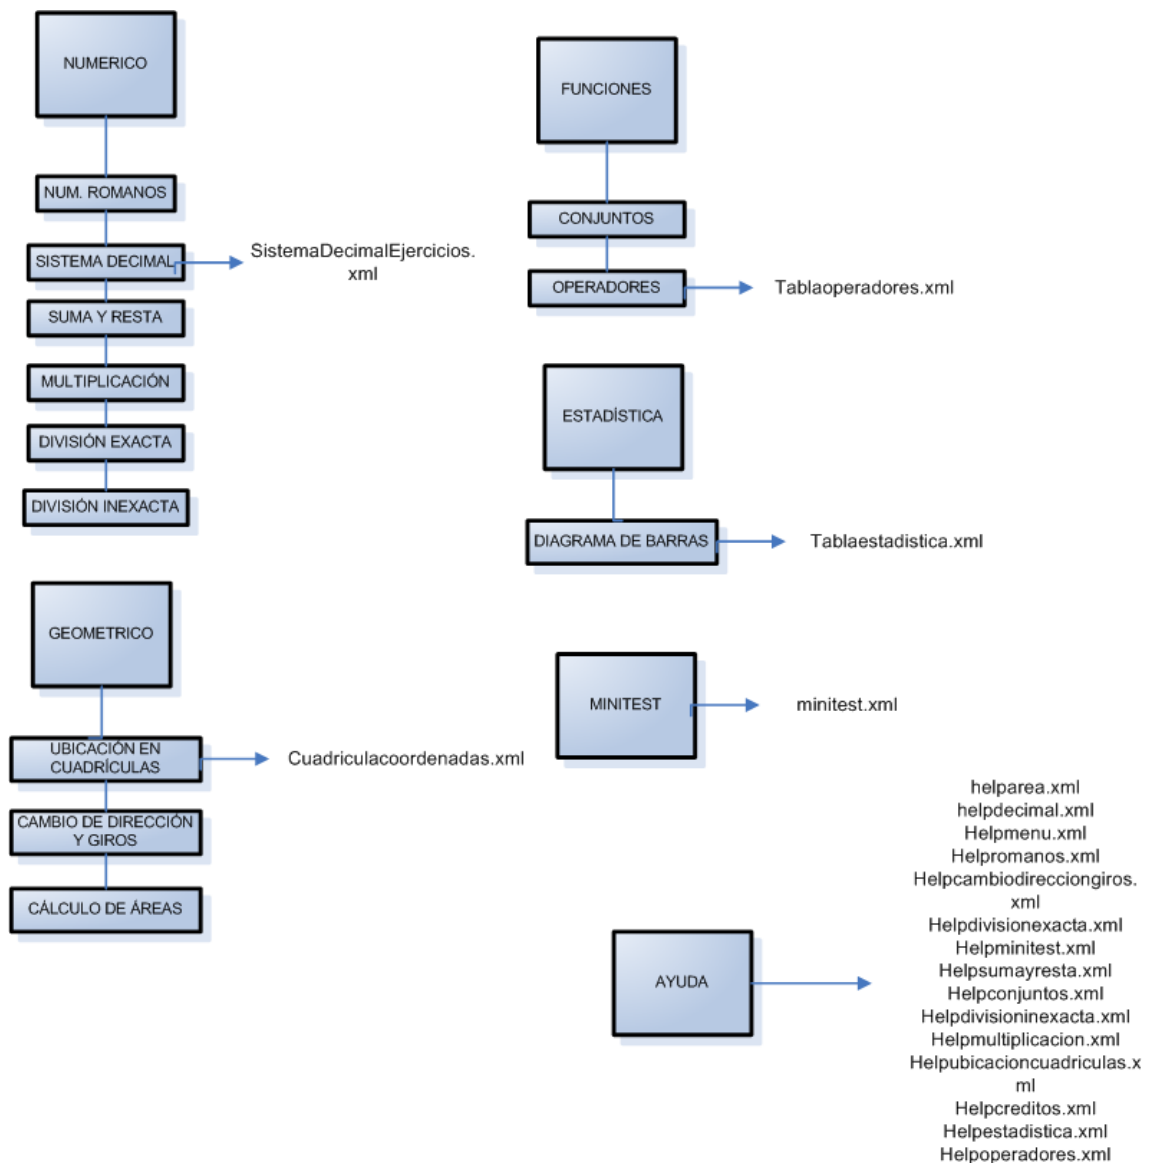 NUMERICO
NUM. ROMANOS
SISTEMA DECIMAL
SistemaDecimalEjercicios.
xml
SUMA Y RESTA
MULTIPLICACIÓN
DIVISIÓN EXACTA
DIVISIÓN INEXACTA
GEOMETRICO
UBICACIÓN EN
CUADRÍCULAS
Cuadriculacoordenadas.xml
CAMBIO DE DIRECCIÓN
Y GIROS
CÁLCULO DE ÁREAS
FUNCIONES
CONJUNTOS
OPERADORES
Tablaoperadores.xml
ESTADÍSTICA
DIAGRAMA DE BARRAS
Tablaestadistica.xml
MINITEST
minitest.xml
AYUDA
helparea.xml
helpdecimal.xml
Helpmenu.xml
Helpromanos.xml
Helpcambiodirecciongiros.
xml
Helpdivisionexacta.xml
Helpminitest.xml
Helpsumayresta.xml
Helpconjuntos.xml
Helpdivisioninexacta.xml
Helpmultiplicacion.xml
Helpubicacioncuadriculas.x
ml
Helpcreditos.xml
Helpestadistica.xml
Helpoperadores.xml